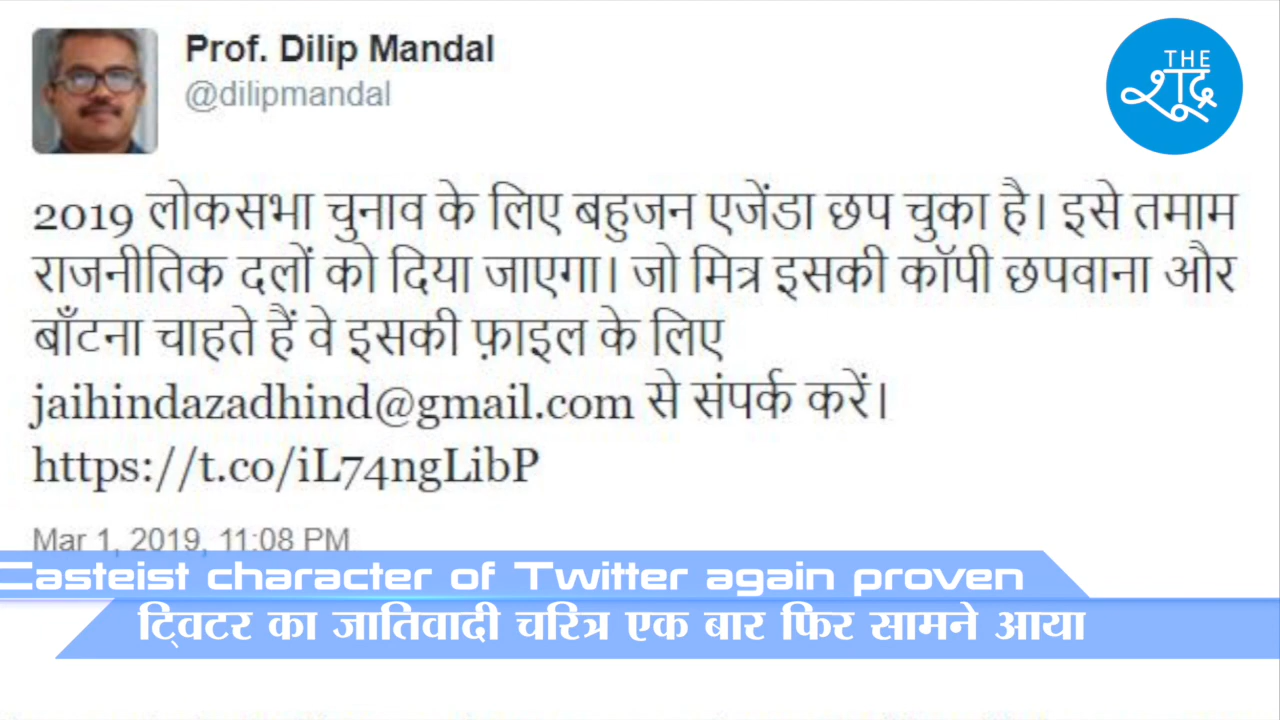 Prof. Dilip Mandal
@dilipmandal
THE
शूद्र
2019 लोकसभा चुनाव के लिए बहुजन एजेंडा छप चुका है। इसे तमाम
राजनीतिक दलों को दिया जाएगा। जो मित्र इसकी कॉपी छपवाना और
बाँटना चाहते हैं वे इसकी फ़ाइल के लिए
jaihindazadhind@gmail.com से संपर्क करें।
https://t.co/iL74ngLibP
Mar 1, 2019, 11:08 PM
Casteist character of Twitter again proven
ट्विटर का जातिवादी चरित्र एक बार फिर सामने आया